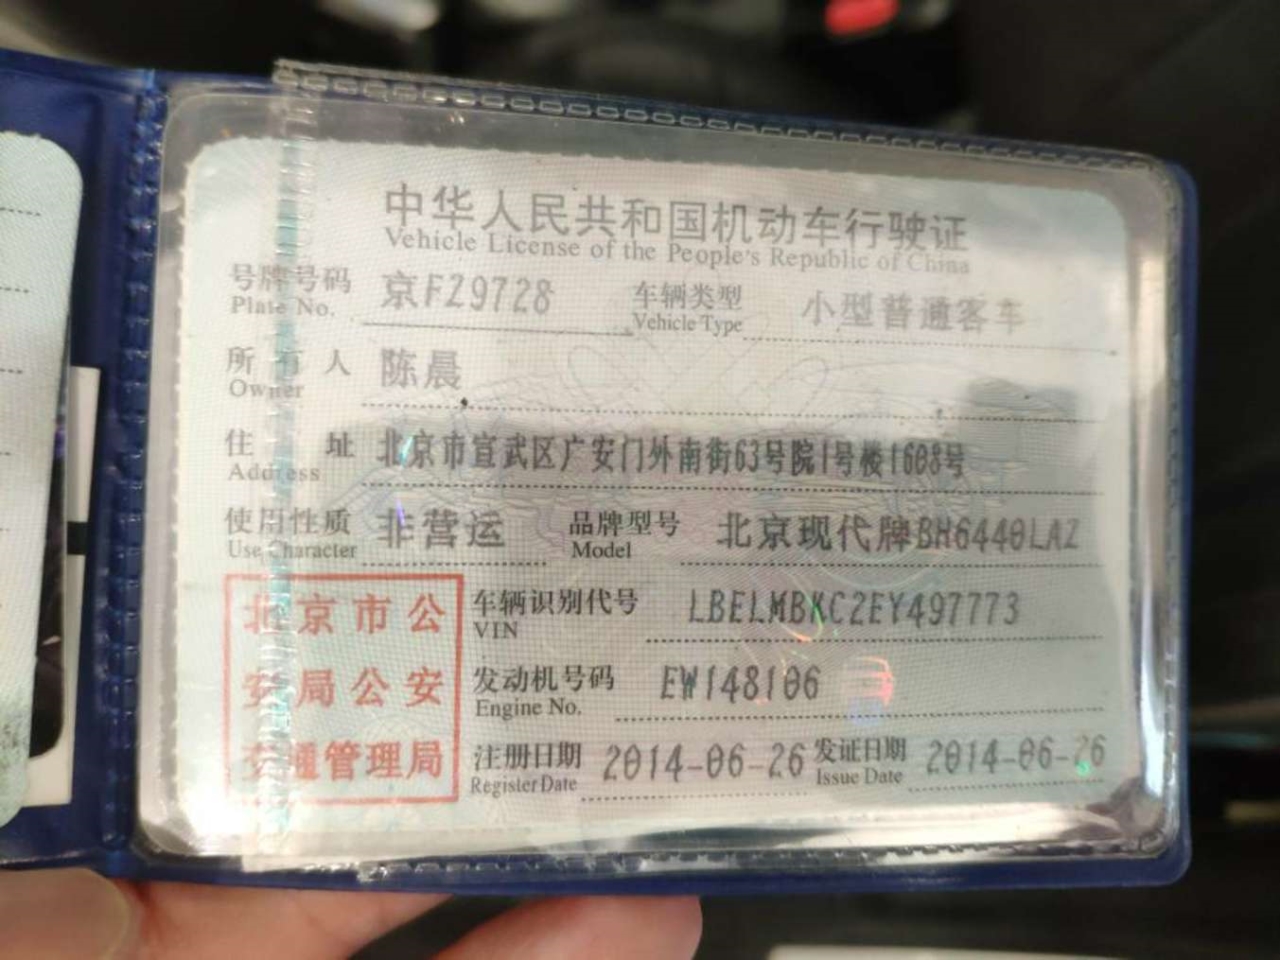 中华人民共和国机动车行驶证
Vehicle License of the People's Republic of China
号牌号码 京FZ9728 车辆类型 小型普通客车
Plate No. Vehicle Type
所有人 陈晨
Owner
住址 北京市宣武区广安门外南街63号院1号楼1608号
Address
使用性质 非营运 品牌型号 北京现代牌BH6440LAZ
Use Character Model
北京市公安局公安交通管理局
车辆识别代号 LBELMBKC2EY497773
VIN
发动机号码 EW148106
Engine No.
注册日期 2014-06-26 发证日期 2014-06-26
Register Date Issue Date